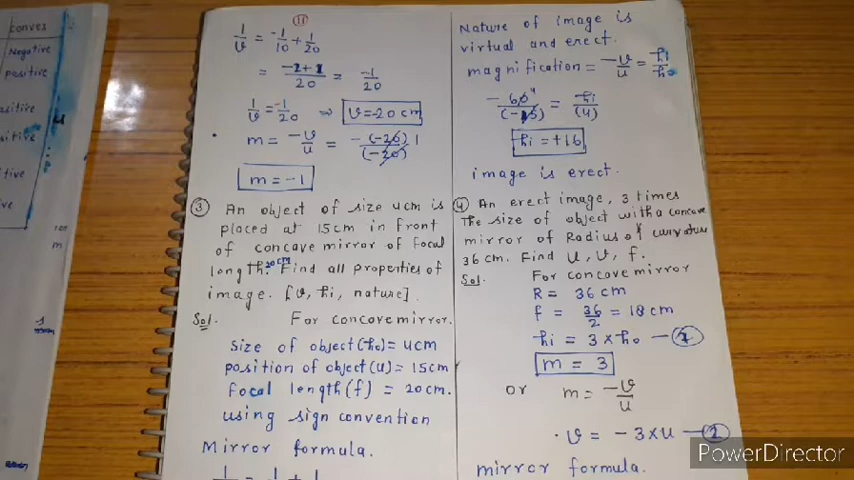 convex
Negative
positive
11
1/v = -1/10 + 1/20
= -2+1/20 = -1/20
1/v = -1/20 ⇒ v=-20 cm
m = -v/u = -(-20)/(-20) 1
m = -1
③ An object of size 4cm is
placed at 15cm in front
of concave mirror of focal
length 20cm. Find all properties of
image. [v, hi, nature].
Sol. For concave mirror.
size of object (ho) = 4cm
position of object (u) = 15cm
focal length (f) = 20cm.
using sign convention
Mirror formula.
Nature of image is
virtual and erect.
magnification = -v/u = hi/ho
-60 4/(-15) = hi/(4)
hi = +16
image is erect.
④ An erect image, 3 times
The size of object with a concave
mirror of Radius of curvature
36 cm. Find u, v, f.
Sol. For concave mirror
R = 36 cm
f = 36/2 = 18 cm
hi = 3 × ho — ①
m = 3
or m = -v/u
v = -3×u — ②
mirror formula.
PowerDirector